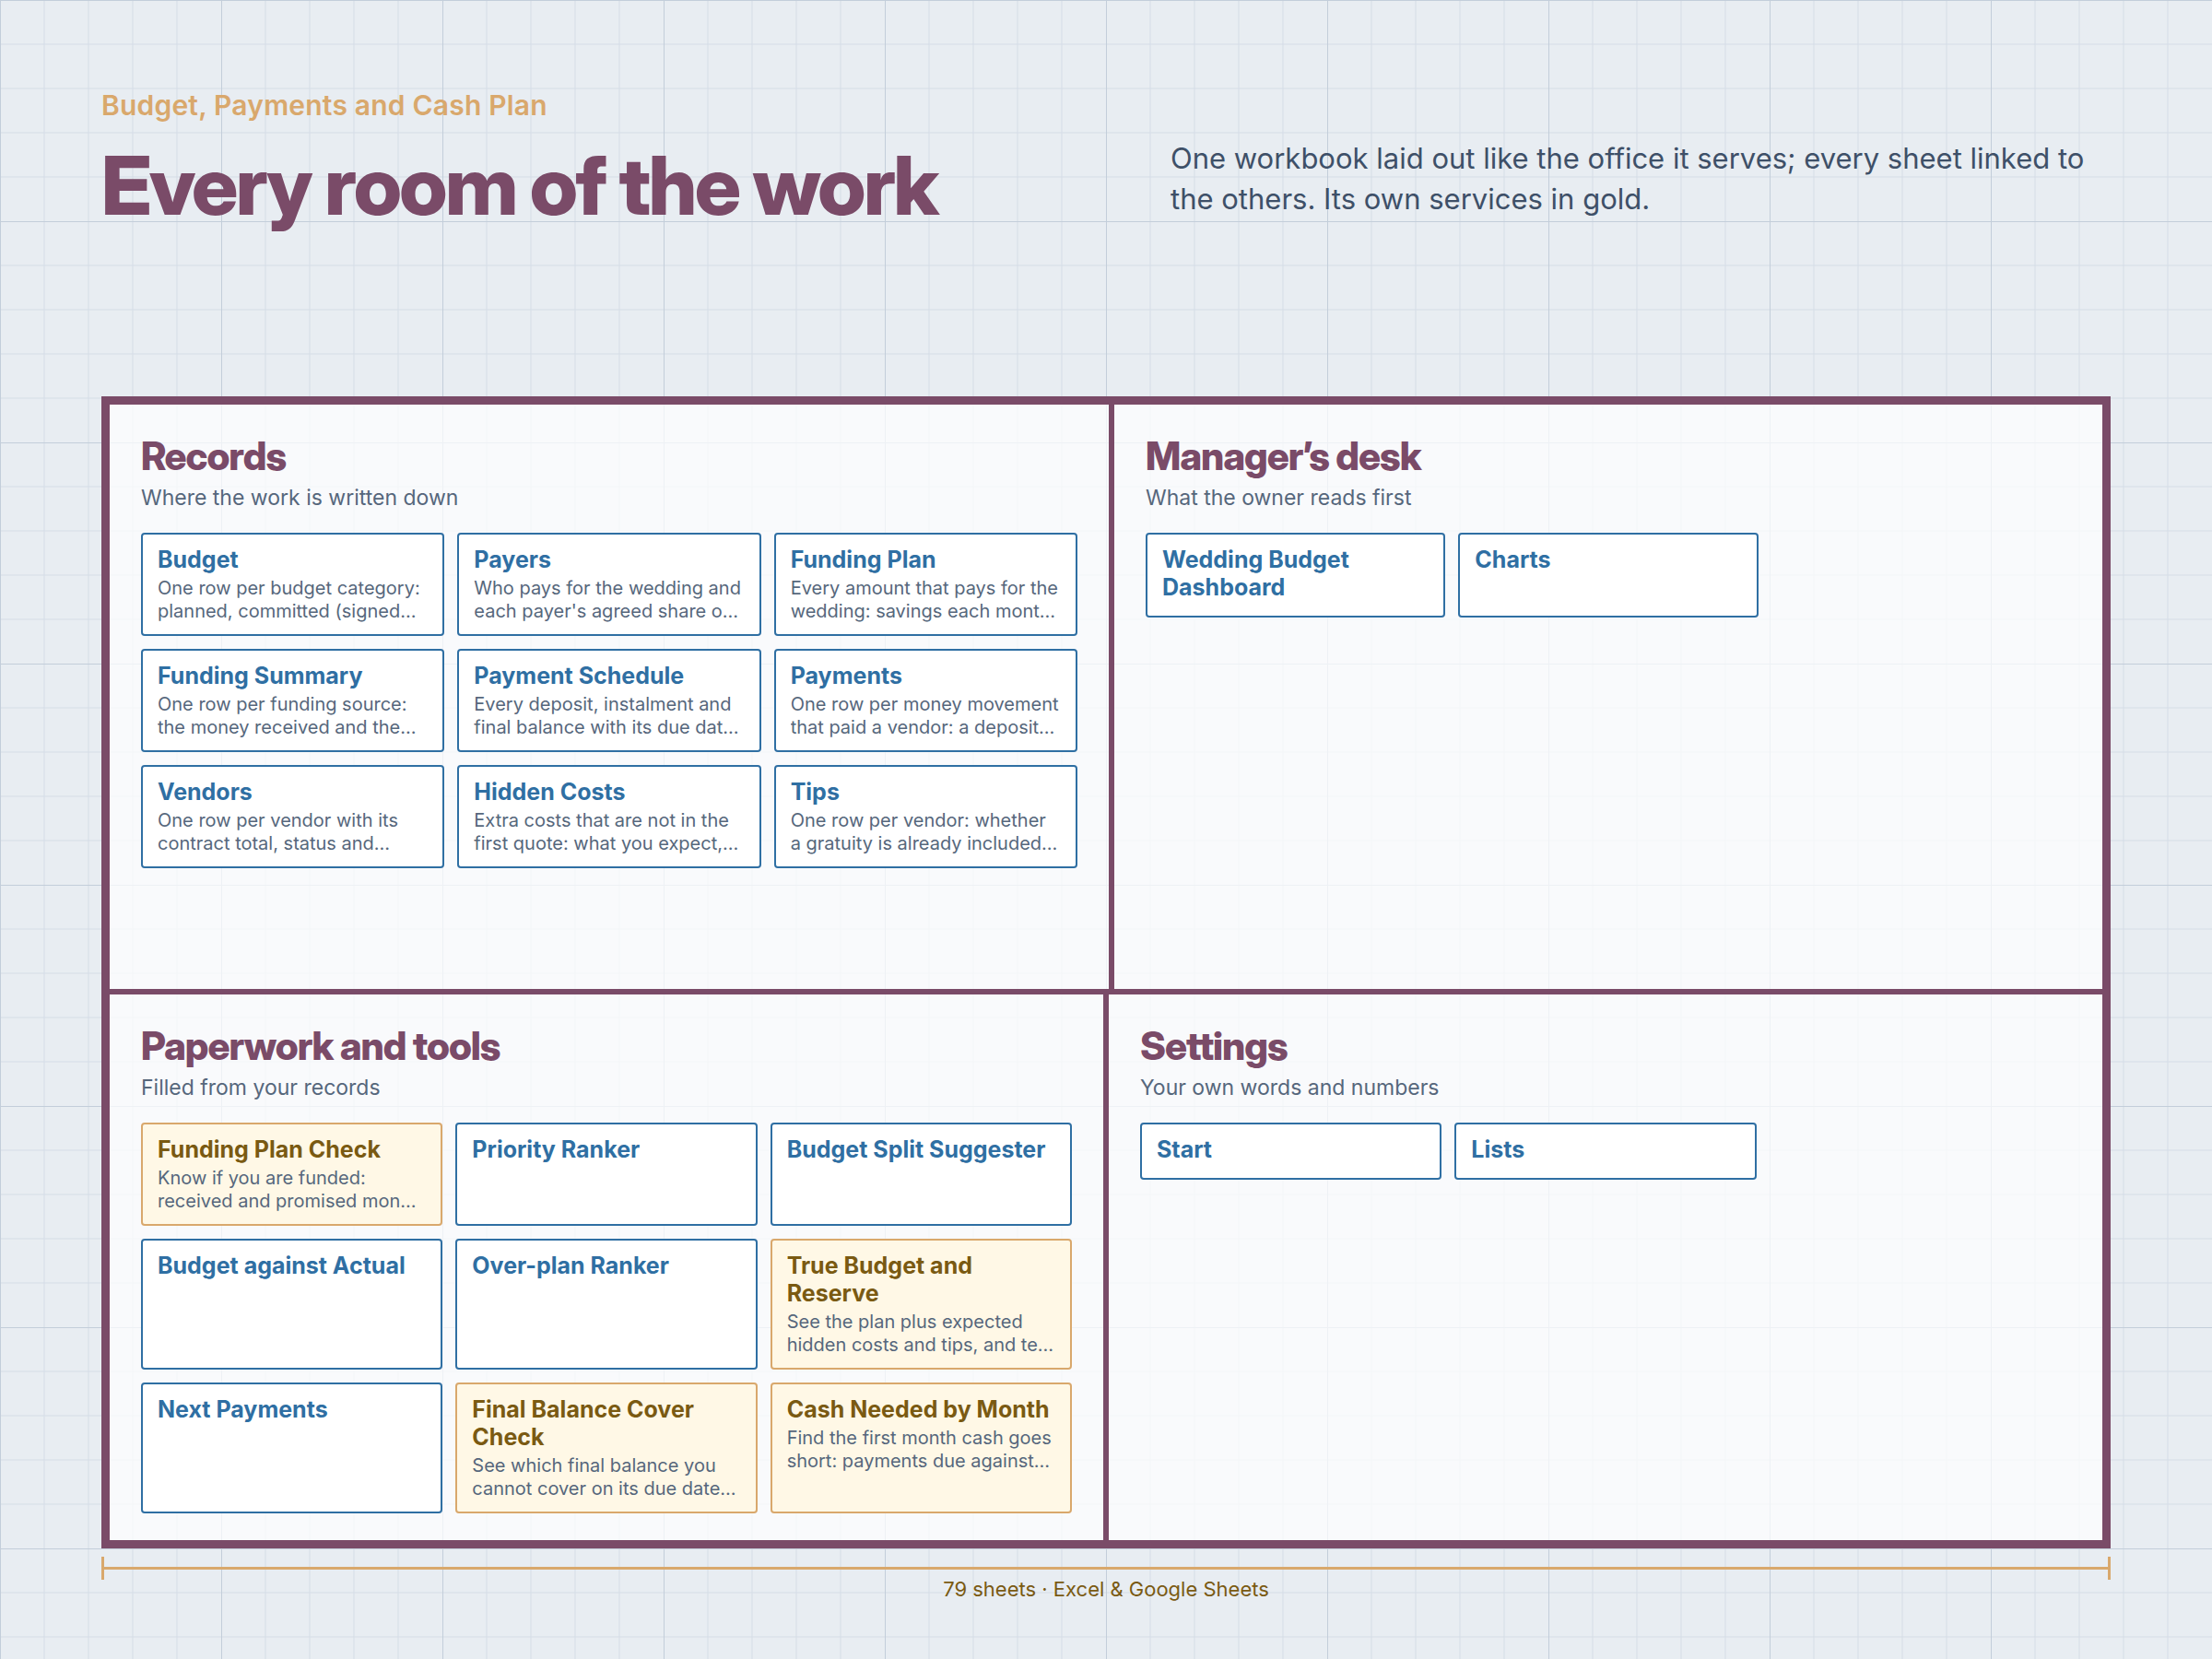 Budget, Payments and Cash Plan
Every room of the work
One workbook laid out like the office it serves; every sheet linked to
the others. Its own services in gold.
Records
Where the work is written down
Budget
One row per budget category:
planned, committed (signed...
Payers
Who pays for the wedding and
each payer's agreed share o...
Funding Plan
Every amount that pays for the
wedding: savings each mont...
Funding Summary
One row per funding source:
the money received and the...
Payment Schedule
Every deposit, instalment and
final balance with its due dat...
Payments
One row per money movement
that paid a vendor: a deposit...
Vendors
One row per vendor with its
contract total, status and...
Hidden Costs
Extra costs that are not in the
first quote: what you expect,...
Tips
One row per vendor: whether
a gratuity is already included...
Manager's desk
What the owner reads first
Wedding Budget
Dashboard
Charts
Paperwork and tools
Filled from your records
Funding Plan Check
Know if you are funded:
received and promised mon...
Priority Ranker
Budget Split Suggester
Budget against Actual
Over-plan Ranker
True Budget and
Reserve
See the plan plus expected
hidden costs and tips, and te...
Next Payments
Final Balance Cover
Check
See which final balance you
cannot cover on its due date...
Cash Needed by Month
Find the first month cash goes
short: payments due against...
Settings
Your own words and numbers
Start
Lists
79 sheets · Excel & Google Sheets